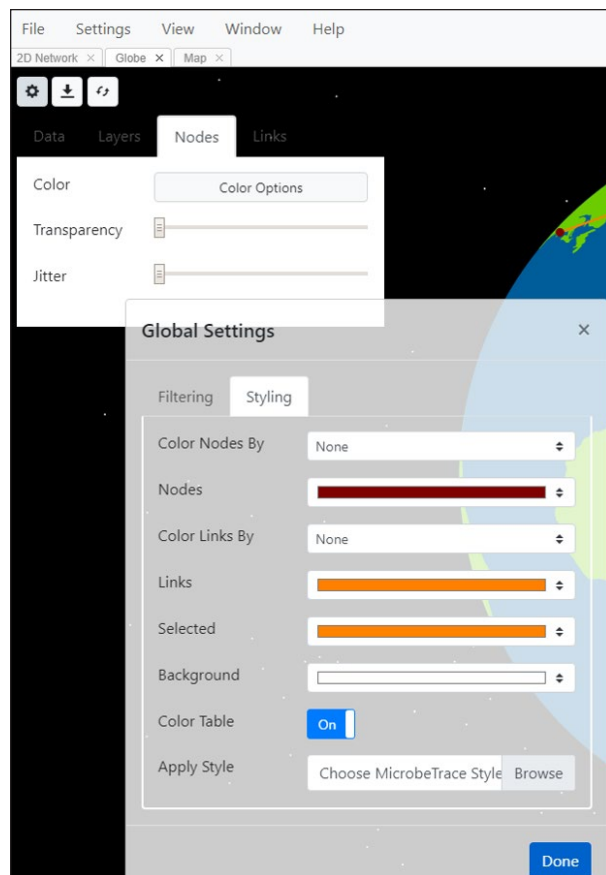 File Settings View Window Help
2D Network × Globe × Map ×
Data Layers Nodes Links
Color Color Options
Transparency
Jitter
Global Settings ×
Filtering Styling
Color Nodes By None
Nodes
Color Links By None
Links
Selected
Background
Color Table On
Apply Style Choose MicrobeTrace Style Browse
Done